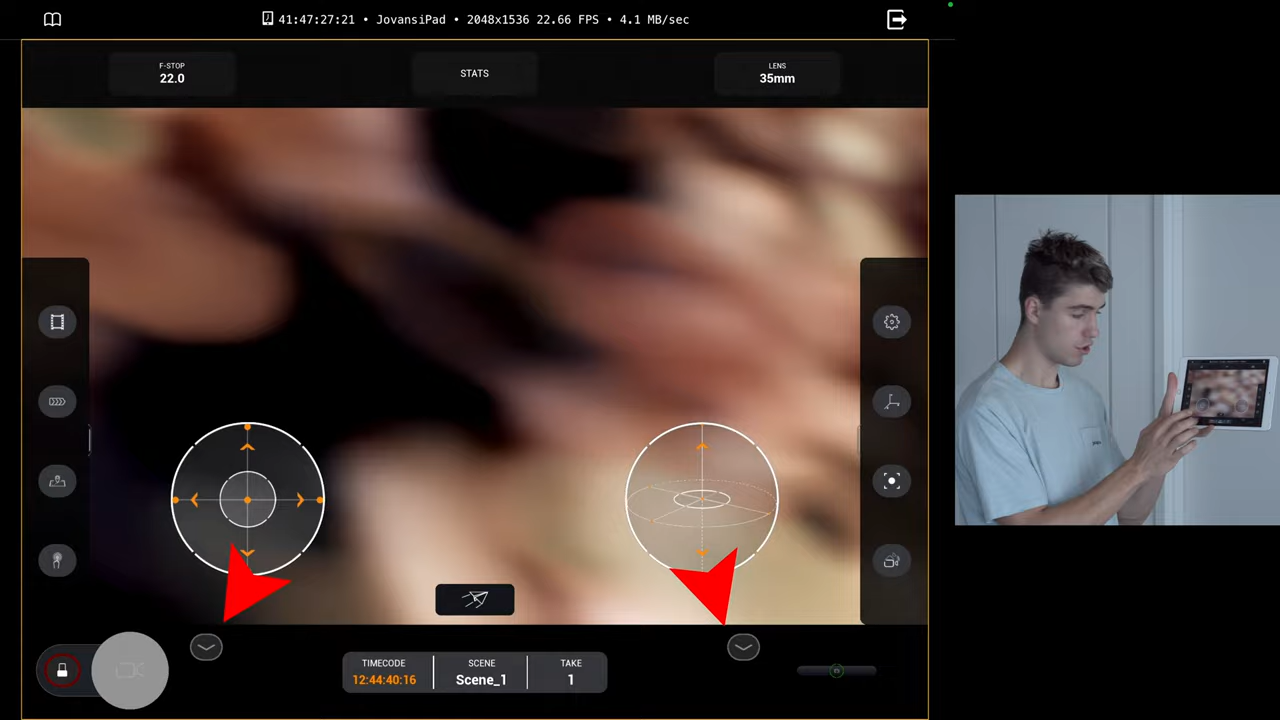 41:47:27:21 • JovansiPad • 2048x1536 22.66 FPS • 4.1 MB/sec
F-STOP
22.0
STATS
LENS
35mm
TIMECODE
12:44:40:16
SCENE
Scene_1
TAKE
1